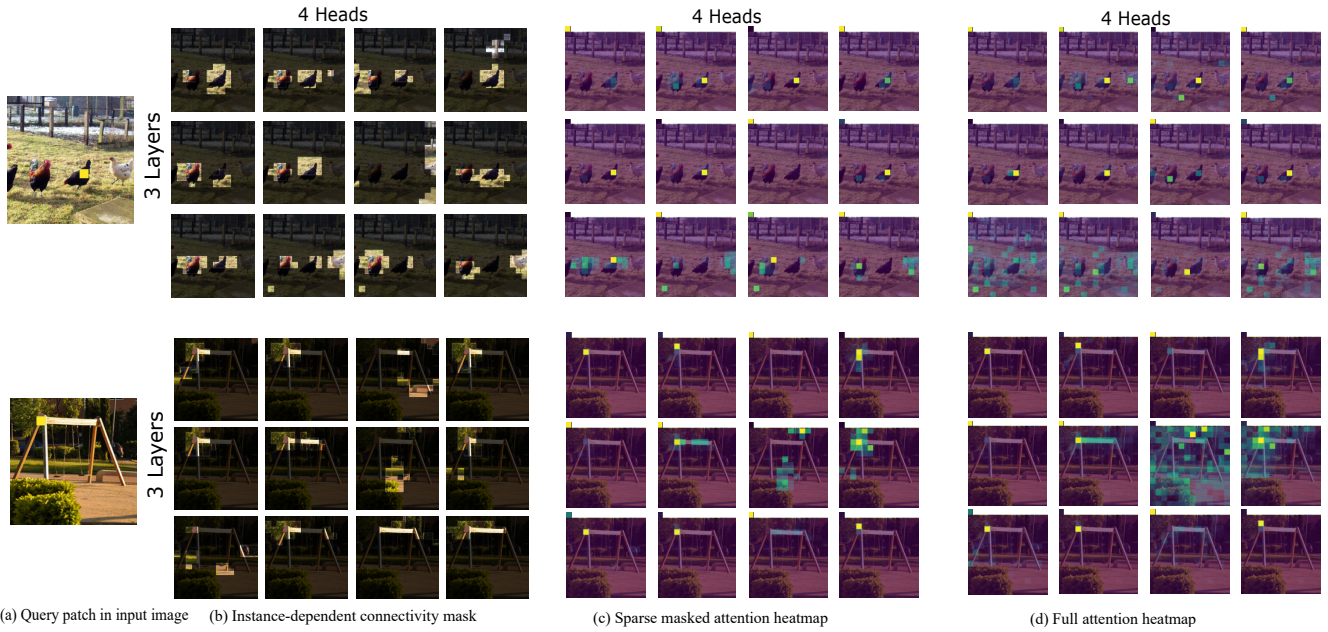 4 Heads
4 Heads
4 Heads
3 Layers
3 Layers
(a) Query patch in input image
(b) Instance-dependent connectivity mask
(c) Sparse masked attention heatmap
(d) Full attention heatmap